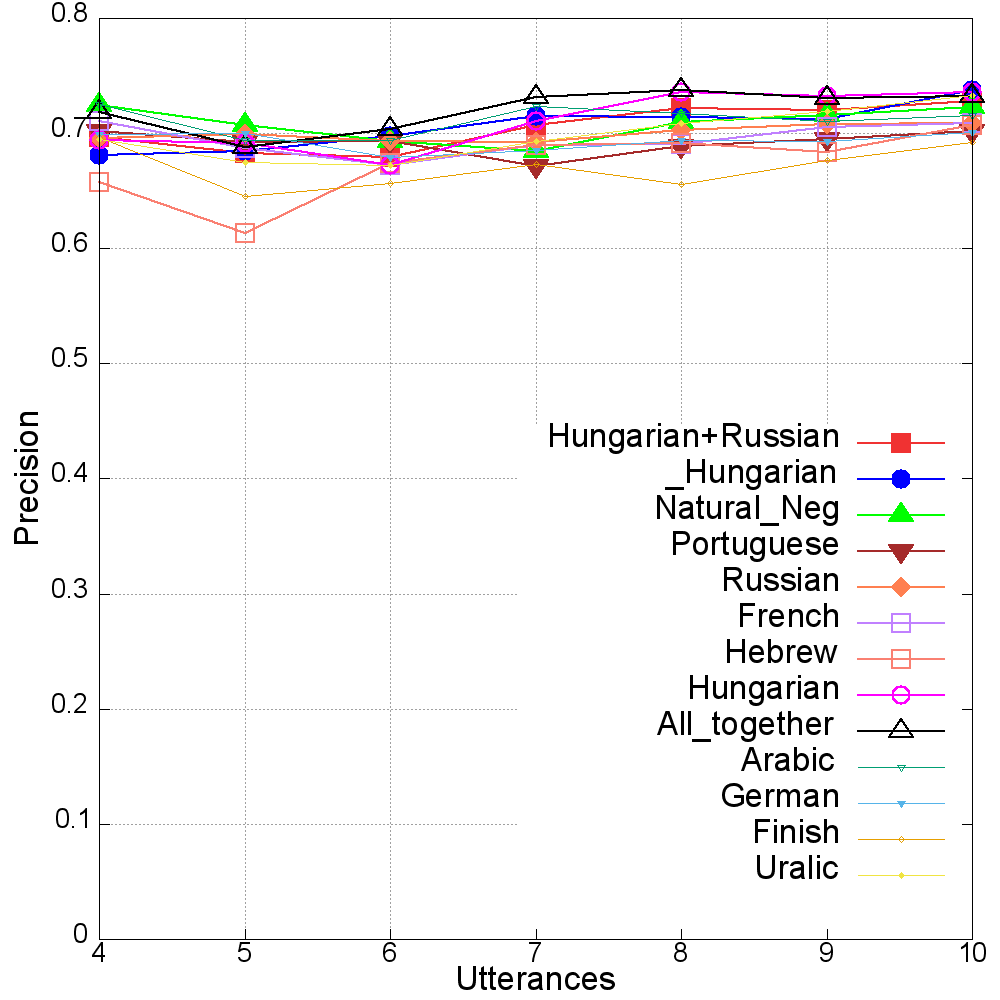 0.8
0.7
0.6
0.5
0.4
0.3
0.2
0.1
0
Precision
Hungarian+Russian
_Hungarian
Natural_Neg
Portuguese
Russian
French
Hebrew
Hungarian
All_together
Arabic
German
Finish
Uralic
4 5 6 7 8 9 10
Utterances